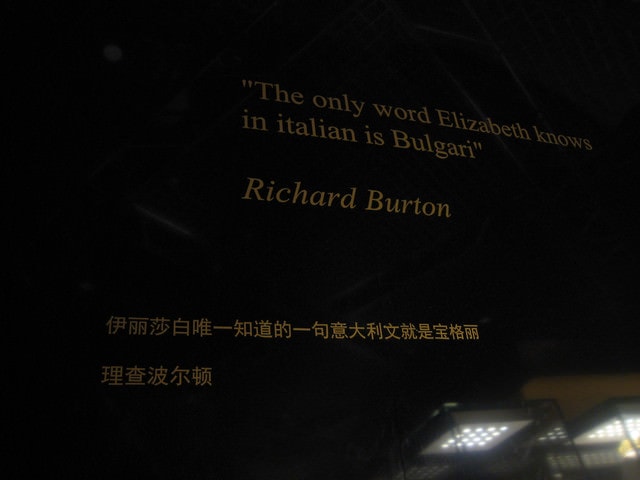 "The only word Elizabeth knows
in italian is Bulgari"
Richard Burton
伊丽莎白唯一知道的一句意大利文就是宝格丽
理查波尔顿